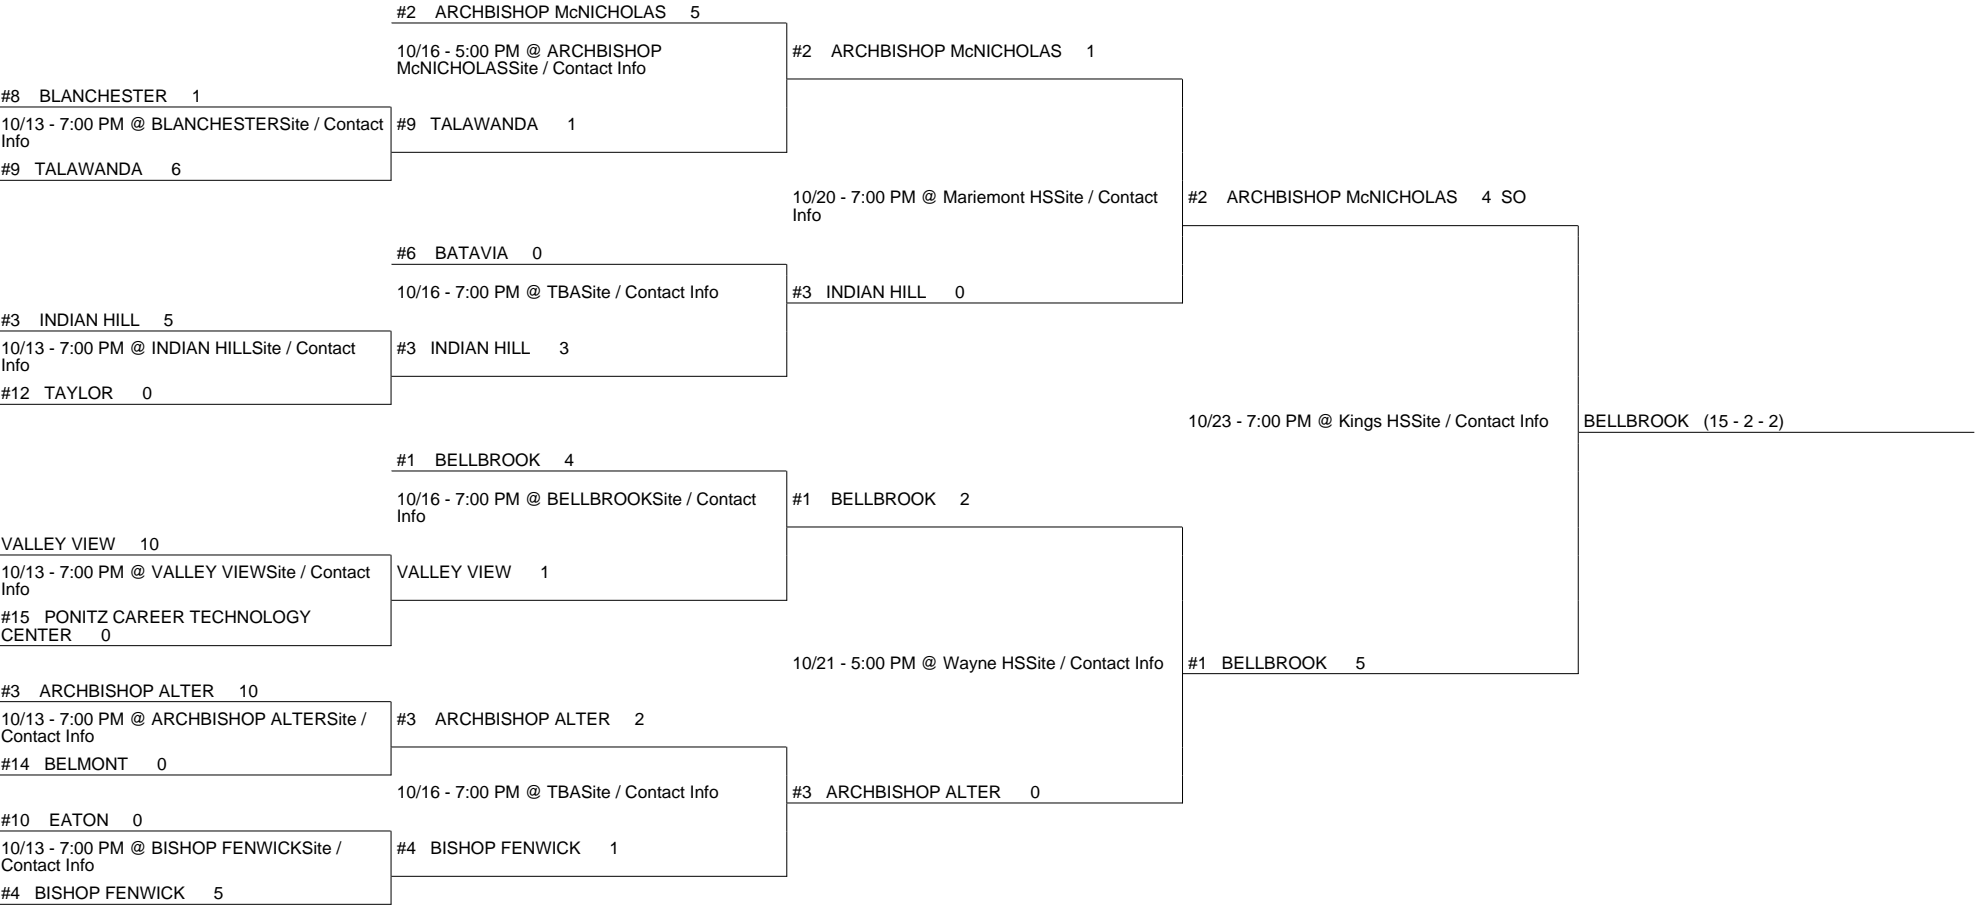 #2 ARCHBISHOP McNICHOLAS 5
10/16 - 5:00 PM @ ARCHBISHOP
McNICHOLASSite / Contact Info
#2 ARCHBISHOP McNICHOLAS 1
#8 BLANCHESTER 1
10/13 - 7:00 PM @ BLANCHESTERSite / Contact
Info
#9 TALAWANDA 1
#9 TALAWANDA 6
10/20 - 7:00 PM @ Mariemont HSSite / Contact
Info
#2 ARCHBISHOP McNICHOLAS 4 SO
#6 BATAVIA 0
10/16 - 7:00 PM @ TBASite / Contact Info
#3 INDIAN HILL 0
#3 INDIAN HILL 5
10/13 - 7:00 PM @ INDIAN HILLSite / Contact
Info
#3 INDIAN HILL 3
#12 TAYLOR 0
10/23 - 7:00 PM @ Kings HSSite / Contact Info
BELLBROOK (15 - 2 - 2)
#1 BELLBROOK 4
10/16 - 7:00 PM @ BELLBROOKSite / Contact
Info
#1 BELLBROOK 2
VALLEY VIEW 10
10/13 - 7:00 PM @ VALLEY VIEWSite / Contact
Info
VALLEY VIEW 1
#15 PONITZ CAREER TECHNOLOGY
CENTER 0
10/21 - 5:00 PM @ Wayne HSSite / Contact Info
#1 BELLBROOK 5
#3 ARCHBISHOP ALTER 10
10/13 - 7:00 PM @ ARCHBISHOP ALTERSite /
Contact Info
#3 ARCHBISHOP ALTER 2
#14 BELMONT 0
10/16 - 7:00 PM @ TBASite / Contact Info
#3 ARCHBISHOP ALTER 0
#10 EATON 0
10/13 - 7:00 PM @ BISHOP FENWICKSite /
Contact Info
#4 BISHOP FENWICK 1
#4 BISHOP FENWICK 5